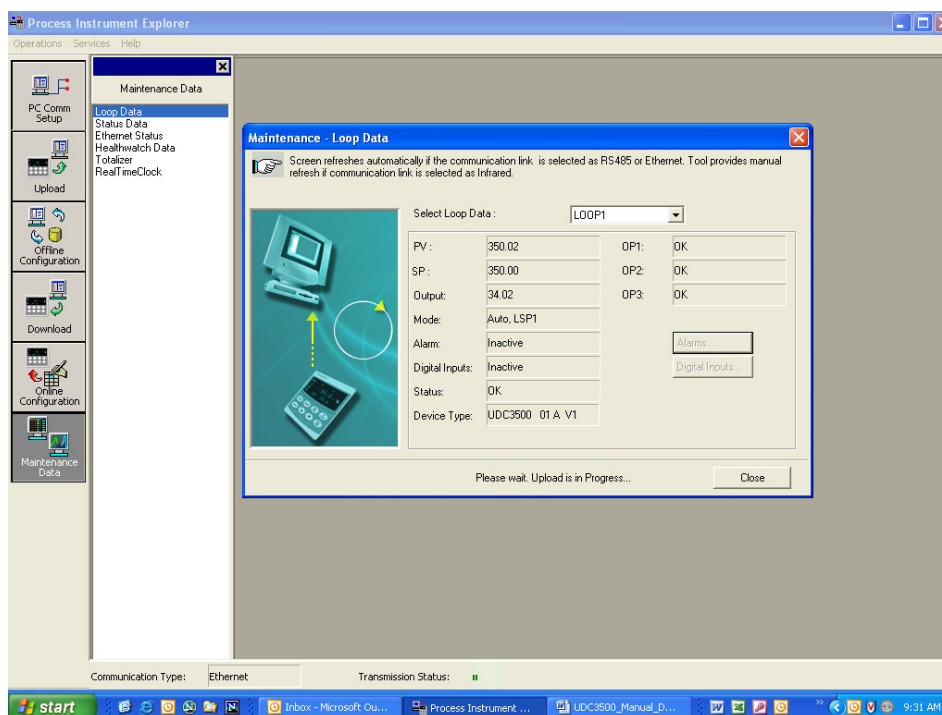 Process Instrument Explorer
Operations Services Help
PC Comm
Setup
Upload
Offline
Configuration
Download
Online
Configuration
Maintenance
Data
Maintenance Data
Loop Data
Status Data
Ethernet Status
Healthwatch Data
Totalizer
RealTimeClock
Maintenance - Loop Data
Screen refreshes automatically if the communication link is selected as RS485 or Ethernet. Tool provides manual
refresh if communication link is selected as Infrared.
Select Loop Data : LOOP1
PV : 350.02 OP1: OK
SP : 350.00 OP2: OK
Output: 34.02 OP3: OK
Mode: Auto, LSP1
Alarm: Inactive Alarms...
Digital Inputs: Inactive Digital Inputs...
Status: OK
Device Type: UDC3500 01 A V1
Please wait. Upload is in Progress... Close
Communication Type: Ethernet Transmission Status:
start Inbox - Microsoft Ou... Process Instrument ... UDC3500_Manual_D... 9:31 AM